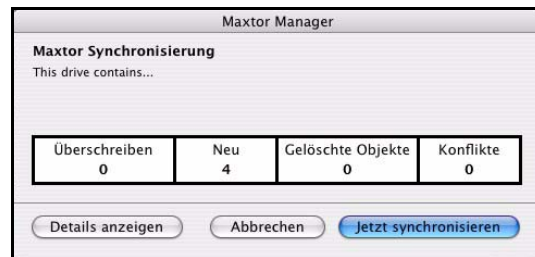 Maxtor Manager
Maxtor Synchronisierung
This drive contains...
Überschreiben Neu Gelöschte Objekte Konflikte
0 4 0 0
Details anzeigen Abbrechen Jetzt synchronisieren